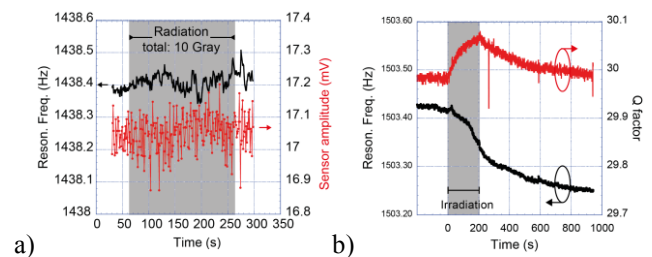 1438.6
1438.5
1438.4
1438.3
1438.2
1438.1
1438
Reson. Freq. (Hz)
Radiation
total: 10 Gray
17.4
17.3
17.2
17.1
17
16.9
16.8
Sensor amplitude (mV)
0 50 100 150 200 250 300 350
Time (s)
a)
1503.60
1503.50
1503.40
1503.30
1503.20
Reson. Freq. (Hz)
30.1
30
29.9
29.8
29.7
Q factor
Irradiation
-200 0 200 400 600 800 1000
Time (s)
b)